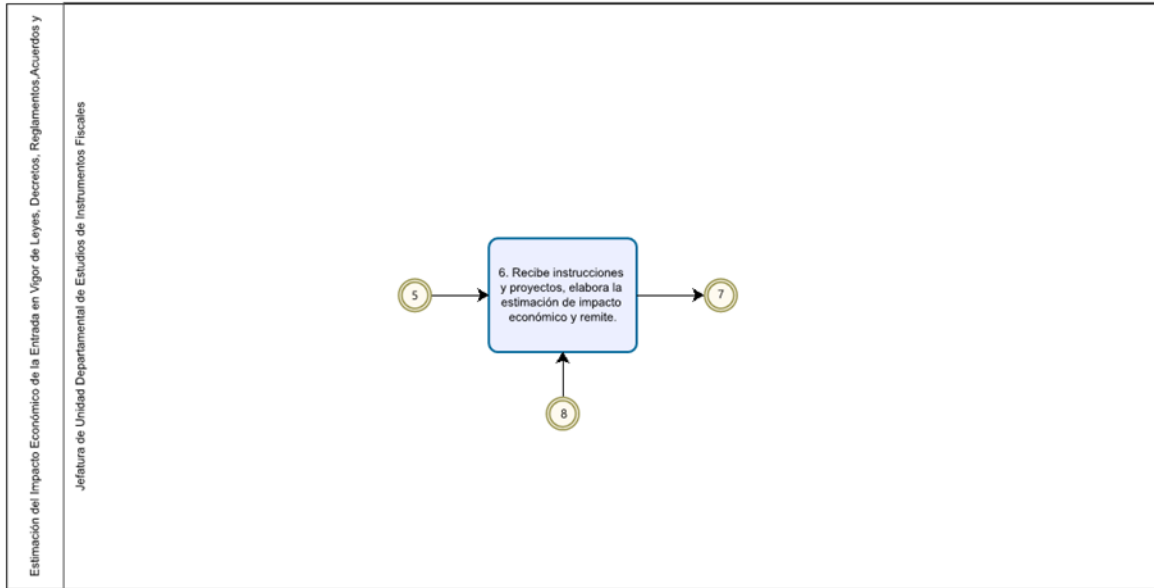 Estimación del Impacto Económico de la Entrada en Vigor de Leyes, Decretos, Reglamentos,Acuerdos y
Jefatura de Unidad Departamental de Estudios de Instrumentos Fiscales
5
6. Recibe instrucciones
y proyectos, elabora la
estimación de impacto
económico y remite.
7
8